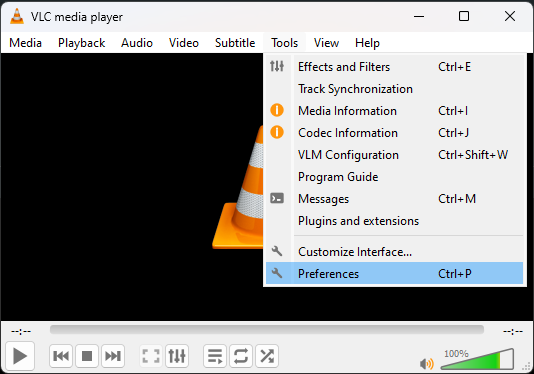 VLC media player
Media Playback Audio Video Subtitle Tools View Help
Effects and Filters Ctrl+E
Track Synchronization
Media Information Ctrl+I
Codec Information Ctrl+J
VLM Configuration Ctrl+Shift+W
Program Guide
Messages Ctrl+M
Plugins and extensions
Customize Interface...
Preferences Ctrl+P
--:-- --:--
100%